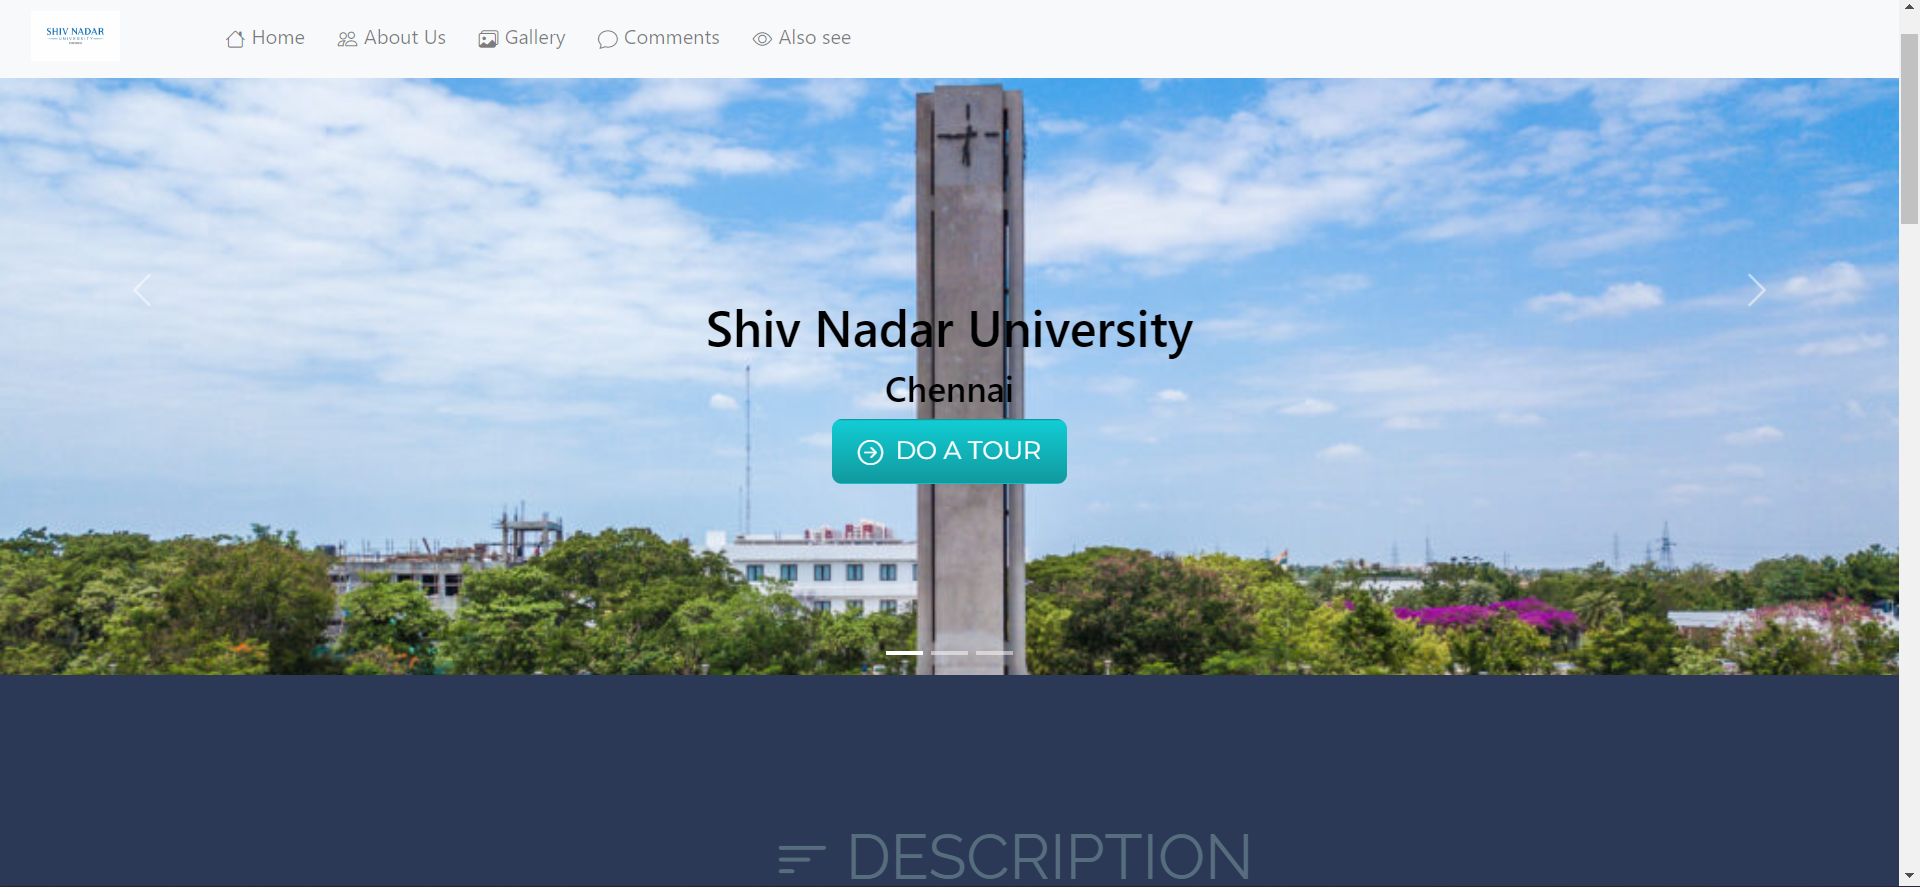 SHIV NADAR
UNIVERSITY
Home
About Us
Gallery
Comments
Also see
Shiv Nadar University
Chennai
DO A TOUR
DESCRIPTION